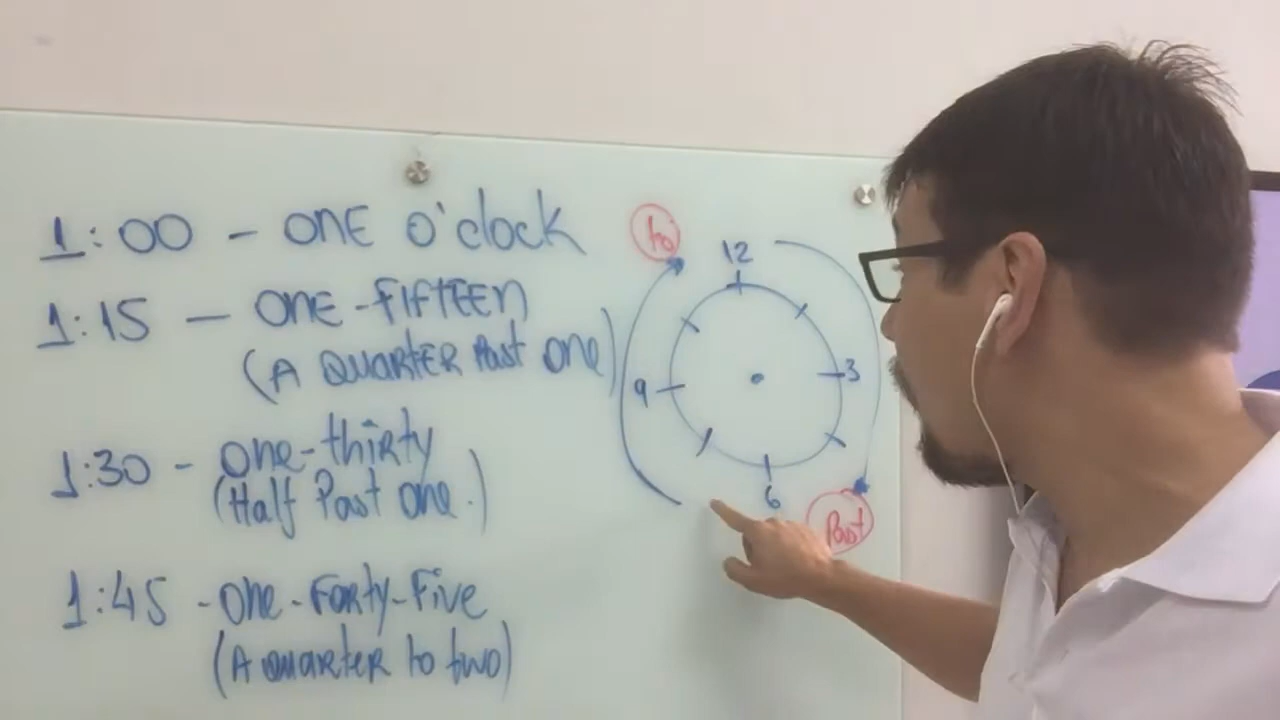 1:00 - ONE O'clock
1:15 - ONE-FIFTEEN
(A QUARTER Past One)
1:30 - One-thirty
(Half Past One.)
1:45 - One-Forty-Five
(A Quarter to two)
to
12
3
9
6
Past